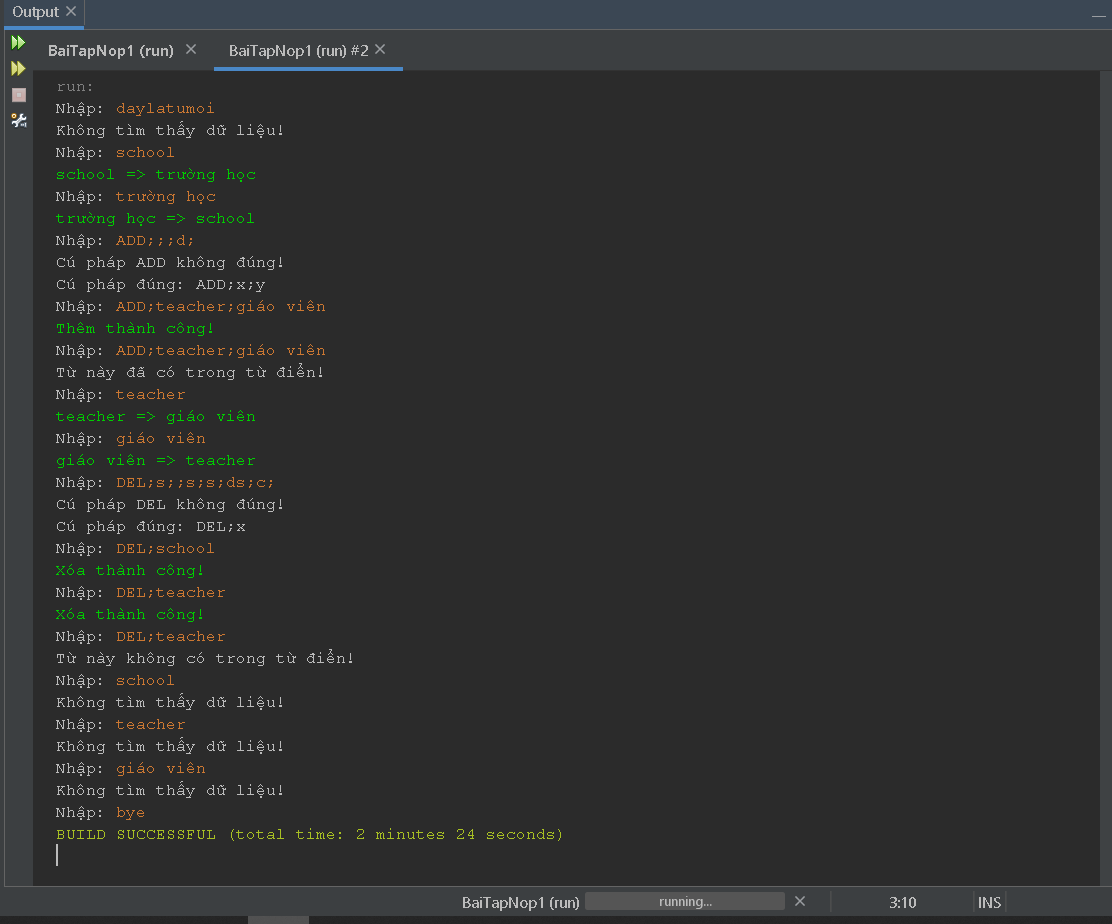 Output
BaiTapNop1 (run)
BaiTapNop1 (run) #2
run:
Nhập: daylatumoi
Không tìm thấy dữ liệu!
Nhập: school
school => trường học
Nhập: trường học
trường học => school
Nhập: ADD;;;d;
Cú pháp ADD không đúng!
Cú pháp đúng: ADD;x;y
Nhập: ADD;teacher;giáo viên
Thêm thành công!
Nhập: ADD;teacher;giáo viên
Từ này đã có trong từ điển!
Nhập: teacher
teacher => giáo viên
Nhập: giáo viên
giáo viên => teacher
Nhập: DEL;s;;s;s;ds;c;
Cú pháp DEL không đúng!
Cú pháp đúng: DEL;x
Nhập: DEL;school
Xóa thành công!
Nhập: DEL;teacher
Xóa thành công!
Nhập: DEL;teacher
Từ này không có trong từ điển!
Nhập: school
Không tìm thấy dữ liệu!
Nhập: teacher
Không tìm thấy dữ liệu!
Nhập: giáo viên
Không tìm thấy dữ liệu!
Nhập: bye
BUILD SUCCESSFUL (total time: 2 minutes 24 seconds)
BaiTapNop1 (run) running... 3:10 INS